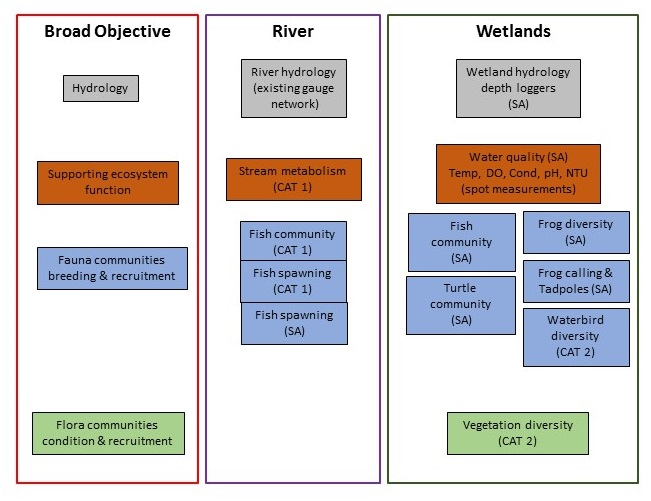 Broad Objective
River
Wetlands
Hydrology
River hydrology
(existing gauge
network)
Wetland hydrology
depth loggers
(SA)
Supporting ecosystem
function
Stream metabolism
(CAT 1)
Water quality (SA)
Temp, DO, Cond, pH, NTU
(spot measurements)
Fauna communities
breeding & recruitment
Fish community
(CAT 1)
Fish spawning
(CAT 1)
Fish spawning
(SA)
Fish
community
(SA)
Turtle
community
(SA)
Frog diversity
(SA)
Frog calling &
Tadpoles (SA)
Waterbird
diversity
(CAT 2)
Flora communities
condition & recruitment
Vegetation diversity
(CAT 2)